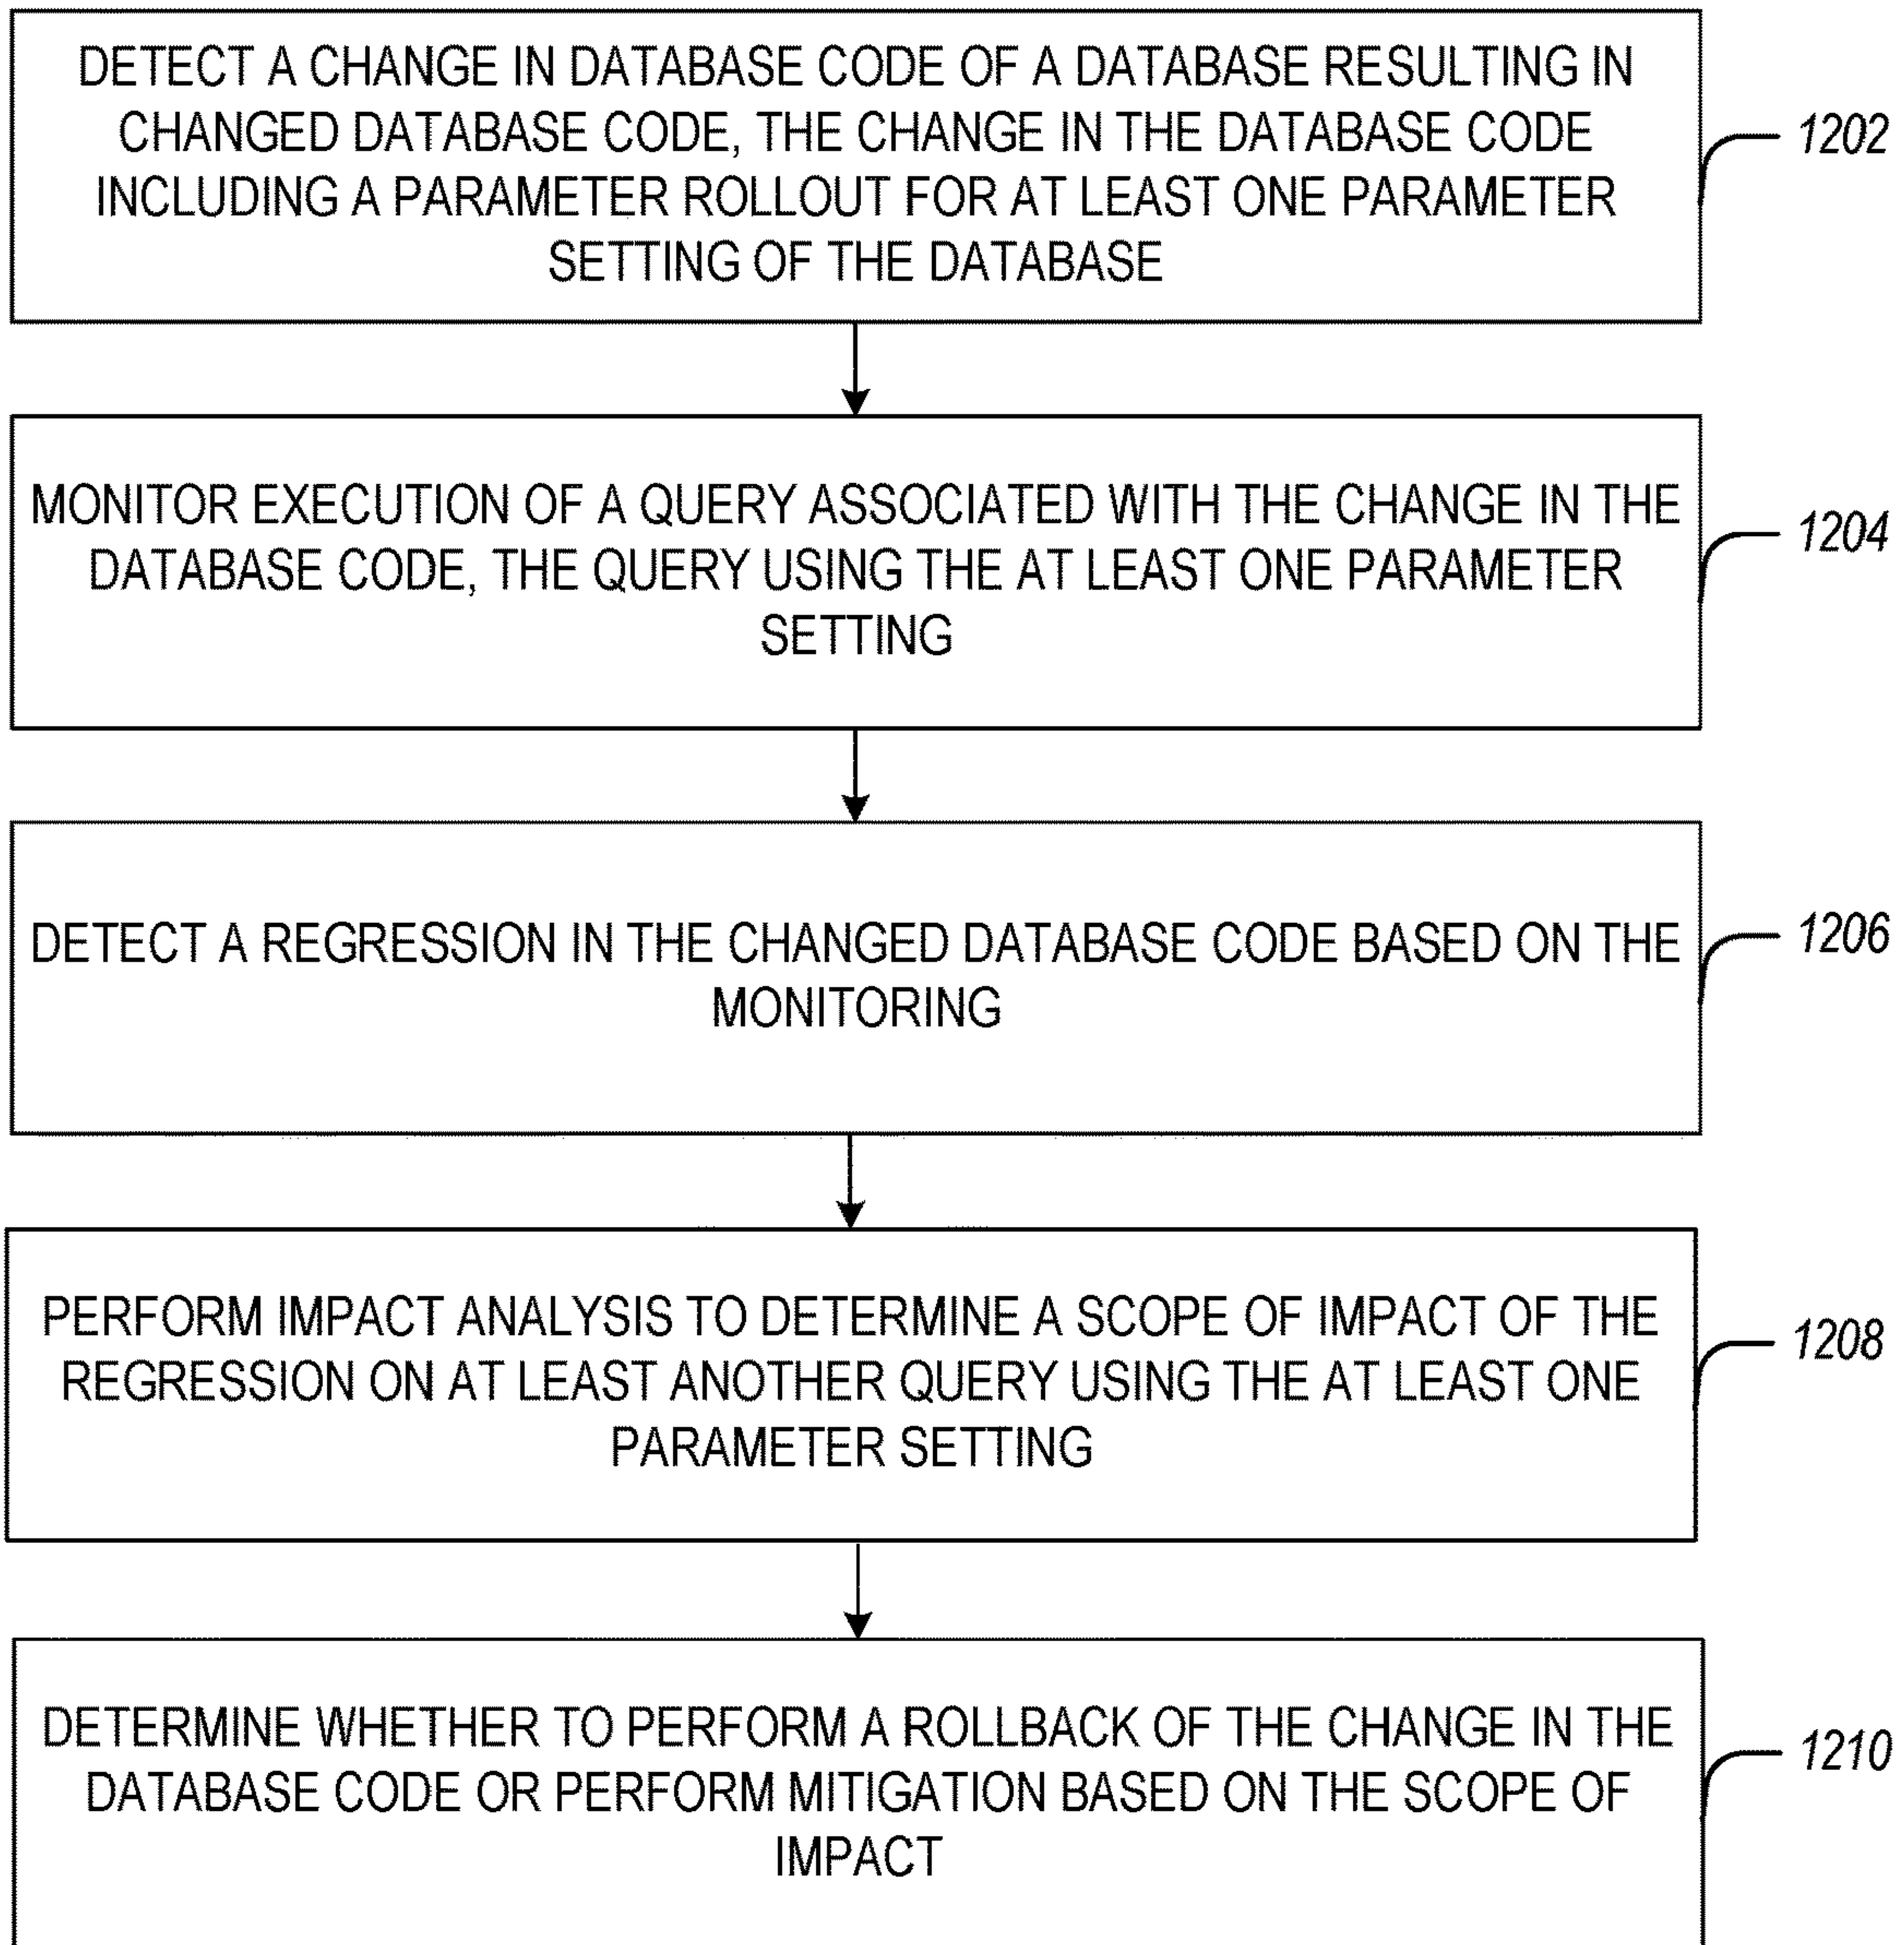 DETECT A CHANGE IN DATABASE CODE OF A DATABASE RESULTING IN
CHANGED DATABASE CODE, THE CHANGE IN THE DATABASE CODE
INCLUDING A PARAMETER ROLLOUT FOR AT LEAST ONE PARAMETER
SETTING OF THE DATABASE
1202
MONITOR EXECUTION OF A QUERY ASSOCIATED WITH THE CHANGE IN THE
DATABASE CODE, THE QUERY USING THE AT LEAST ONE PARAMETER
SETTING
1204
DETECT A REGRESSION IN THE CHANGED DATABASE CODE BASED ON THE
MONITORING
1206
PERFORM IMPACT ANALYSIS TO DETERMINE A SCOPE OF IMPACT OF THE
REGRESSION ON AT LEAST ANOTHER QUERY USING THE AT LEAST ONE
PARAMETER SETTING
1208
DETERMINE WHETHER TO PERFORM A ROLLBACK OF THE CHANGE IN THE
DATABASE CODE OR PERFORM MITIGATION BASED ON THE SCOPE OF
IMPACT
1210